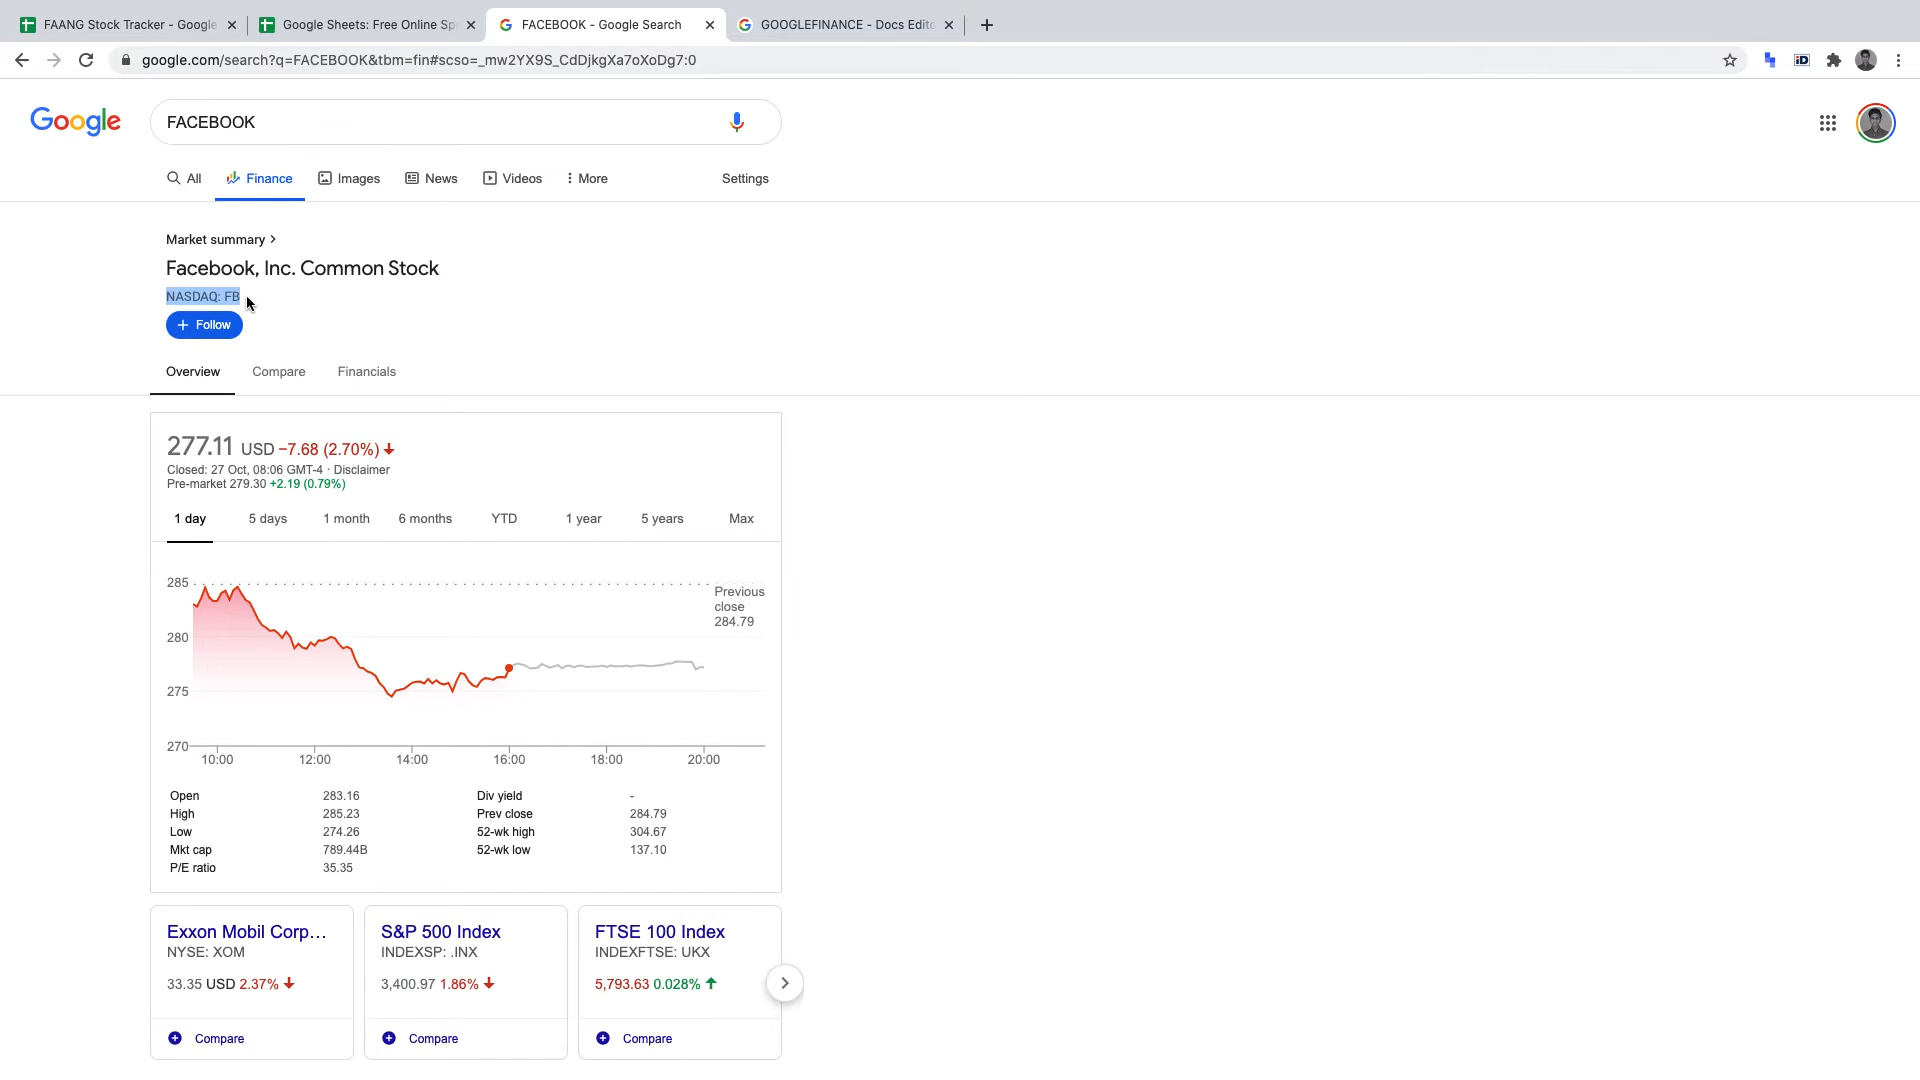 FAANG Stock Tracker - Google
Google Sheets: Free Online Sp
FACEBOOK - Google Search
GOOGLEFINANCE - Docs Edito
google.com/search?q=FACEBOOK&tbm=fin#scso=_mw2YX9S_CdDjkgXa7oXoDg7:0
iD
Google
FACEBOOK
All
Finance
Images
News
Videos
More
Settings
Market summary >
Facebook, Inc. Common Stock
NASDAQ: FB
+ Follow
Overview
Compare
Financials
277.11 USD −7.68 (2.70%)
Closed: 27 Oct, 08:06 GMT-4 · Disclaimer
Pre-market 279.30 +2.19 (0.79%)
1 day
5 days
1 month
6 months
YTD
1 year
5 years
Max
285
280
275
270
Previous
close
284.79
10:00
12:00
14:00
16:00
18:00
20:00
Open 283.16
High 285.23
Low 274.26
Mkt cap 789.44B
P/E ratio 35.35
Div yield -
Prev close 284.79
52-wk high 304.67
52-wk low 137.10
Exxon Mobil Corp…
NYSE: XOM
33.35 USD 2.37%
Compare
S&P 500 Index
INDEXSP: .INX
3,400.97 1.86%
Compare
FTSE 100 Index
INDEXFTSE: UKX
5,793.63 0.028%
Compare